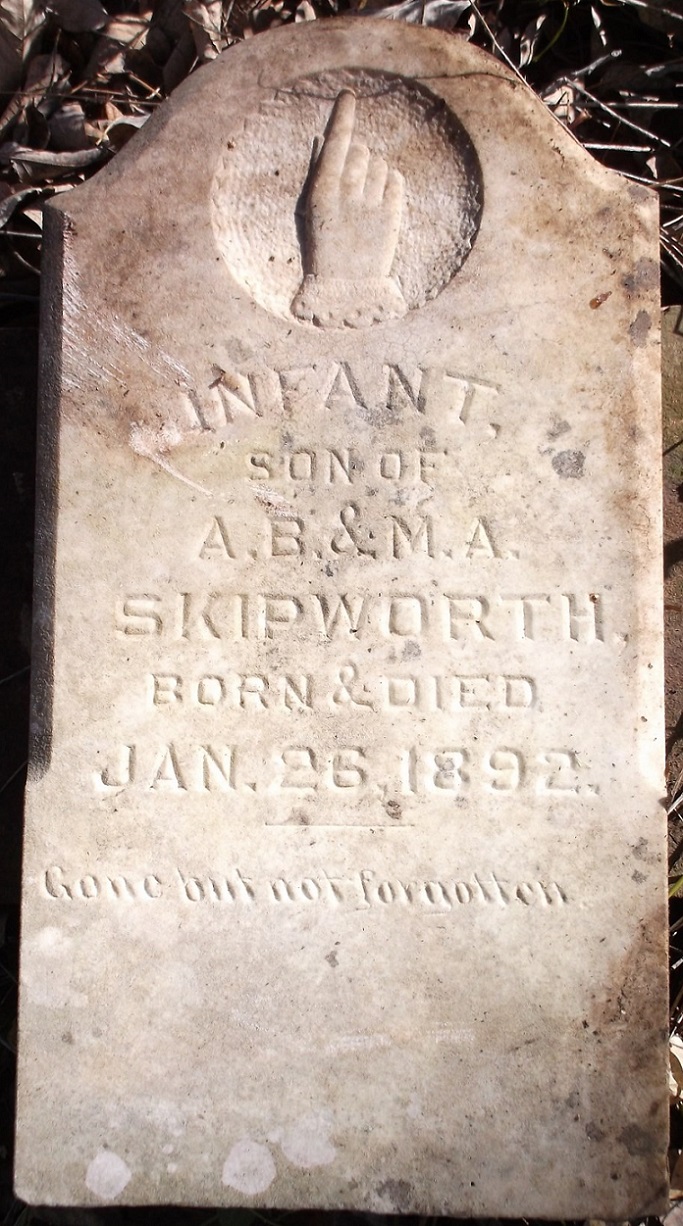 INFANT,
SON OF
A.B. & M.A.
SKIPWORTH.
BORN & DIED
JAN. 26, 1892.
Gone but not forgotten.